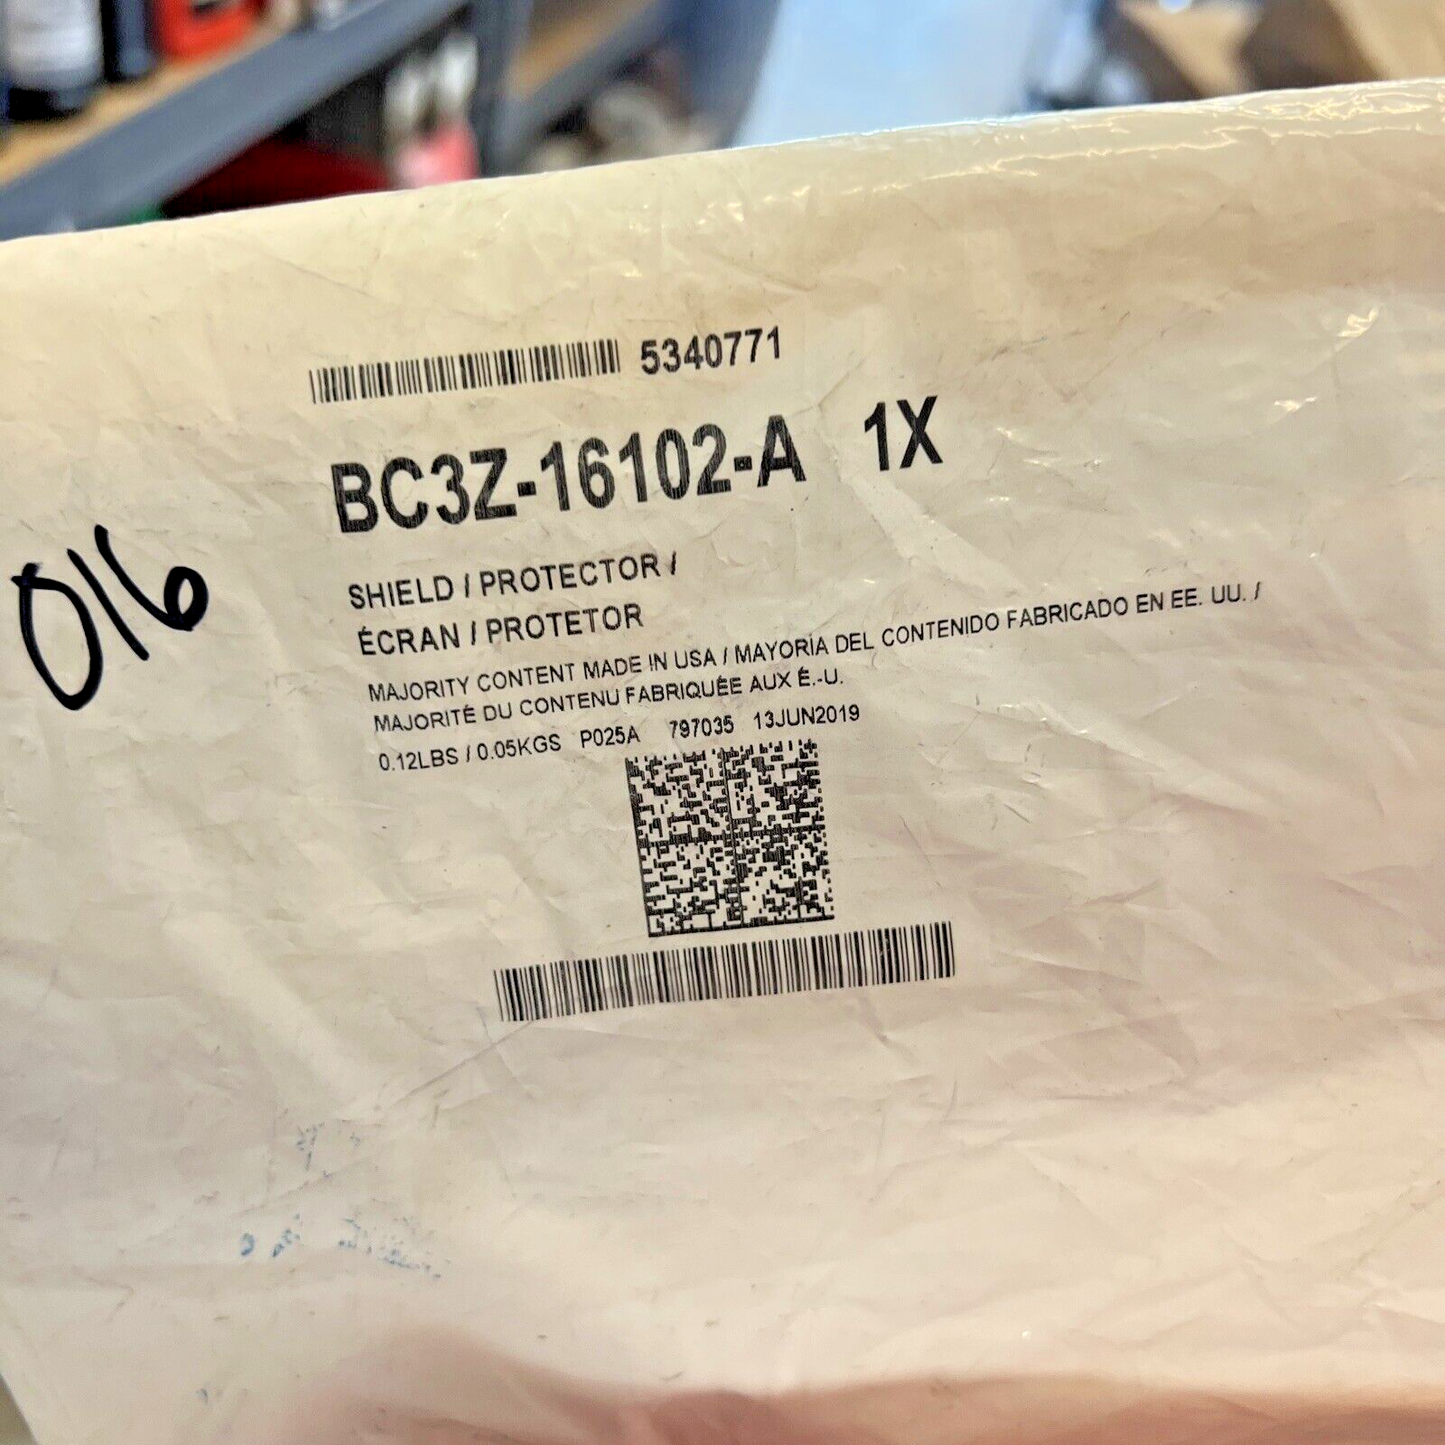 5340771
BC3Z-16102-A 1X
016
SHIELD / PROTECTOR /
ÉCRAN / PROTETOR
MAJORITY CONTENT MADE IN USA / MAYORÍA DEL CONTENIDO FABRICADO EN EE. UU. /
MAJORITÉ DU CONTENU FABRIQUÉE AUX É.-U.
0.12LBS / 0.05KGS P025A 797035 13JUN2019